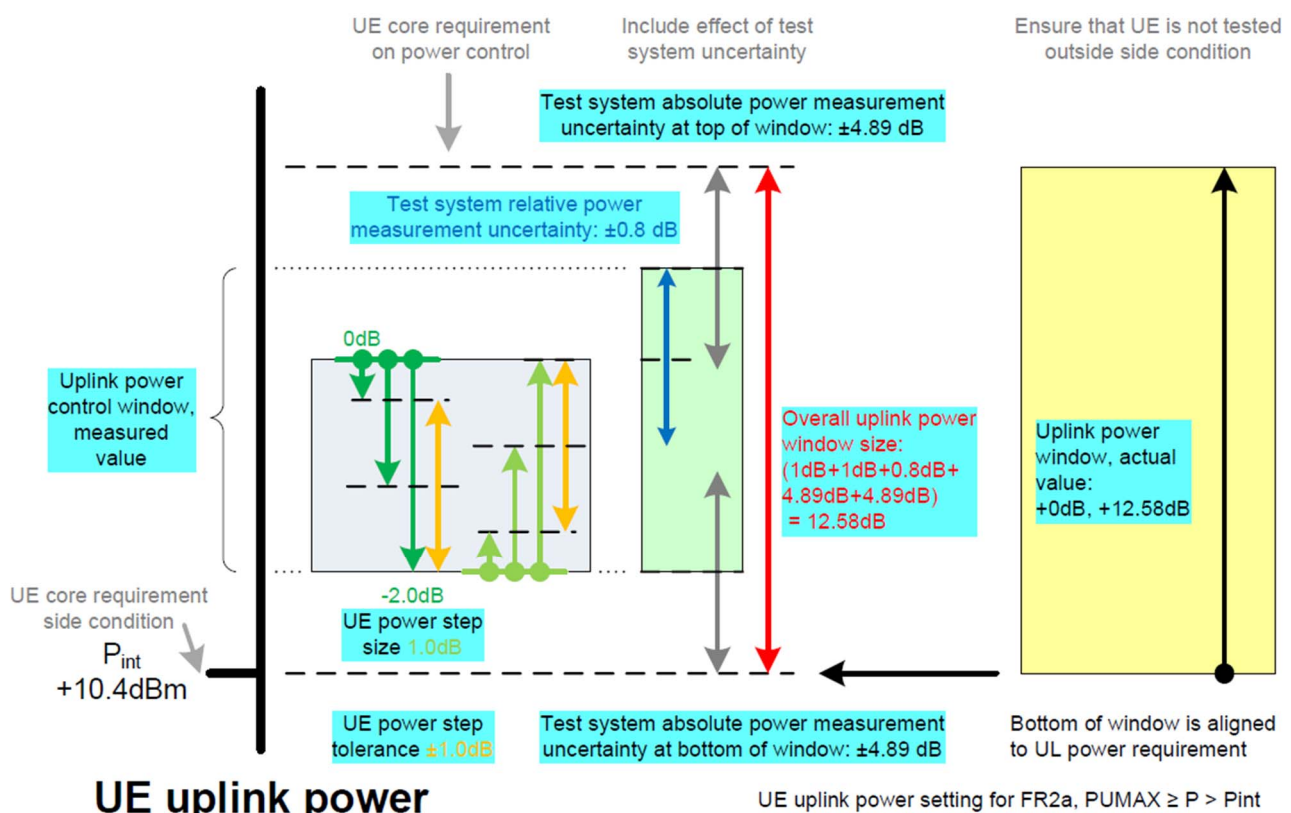 UE core requirement
on power control
Include effect of test
system uncertainty
Ensure that UE is not tested
outside side condition
Test system absolute power measurement
uncertainty at top of window: ±4.89 dB
Test system relative power
measurement uncertainty: ±0.8 dB
0dB
Uplink power
control window,
measured
value
Overall uplink power
window size:
(1dB+1dB+0.8dB+
4.89dB+4.89dB)
= 12.58dB
Uplink power
window, actual
value:
+0dB, +12.58dB
-2.0dB
UE power step
size 1.0dB
UE core requirement
side condition
Pint
+10.4dBm
UE power step
tolerance ±1.0dB
Test system absolute power measurement
uncertainty at bottom of window: ±4.89 dB
Bottom of window is aligned
to UL power requirement
UE uplink power
UE uplink power setting for FR2a, PUMAX ≥ P > Pint